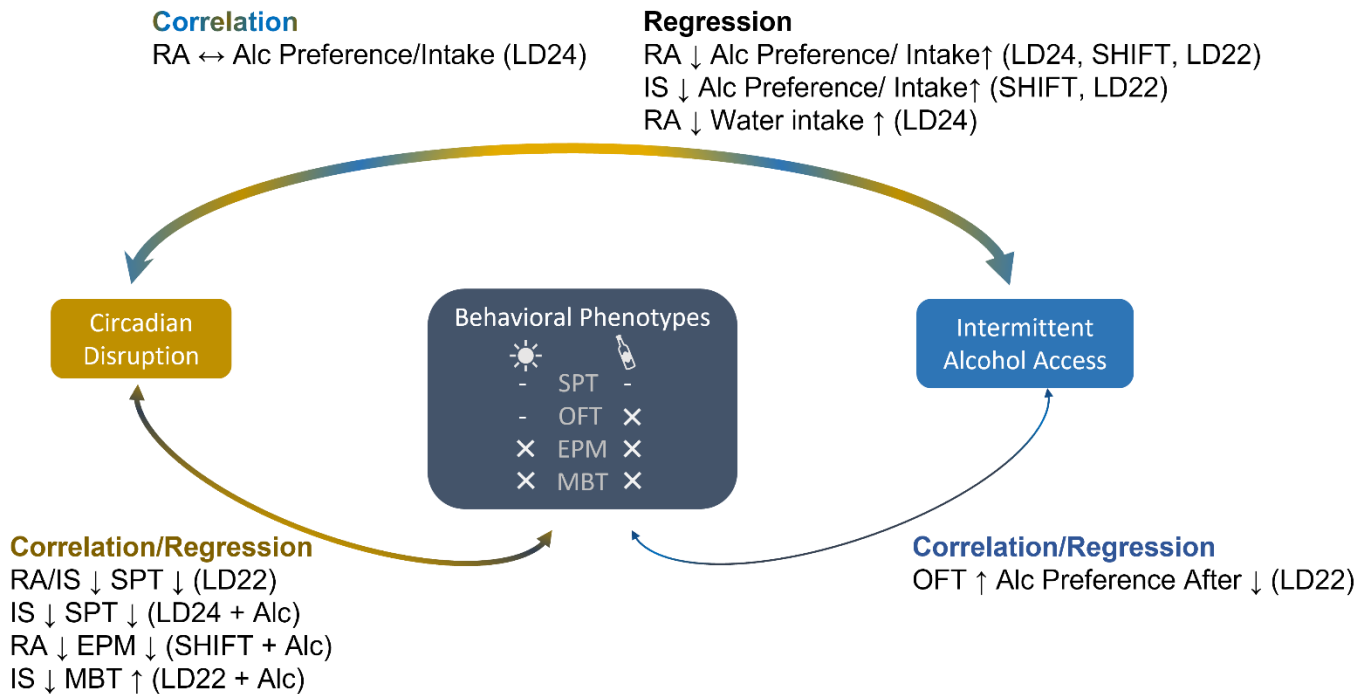 Correlation
RA ↔ Alc Preference/Intake (LD24)
Regression
RA ↓ Alc Preference/ Intake↑ (LD24, SHIFT, LD22)
IS ↓ Alc Preference/ Intake↑ (SHIFT, LD22)
RA ↓ Water intake ↑ (LD24)
Circadian
Disruption
Behavioral Phenotypes
- SPT -
- OFT ✕
✕ EPM ✕
✕ MBT ✕
Intermittent
Alcohol Access
Correlation/Regression
RA/IS ↓ SPT ↓ (LD22)
IS ↓ SPT ↓ (LD24 + Alc)
RA ↓ EPM ↓ (SHIFT + Alc)
IS ↓ MBT ↑ (LD22 + Alc)
Correlation/Regression
OFT ↑ Alc Preference After ↓ (LD22)